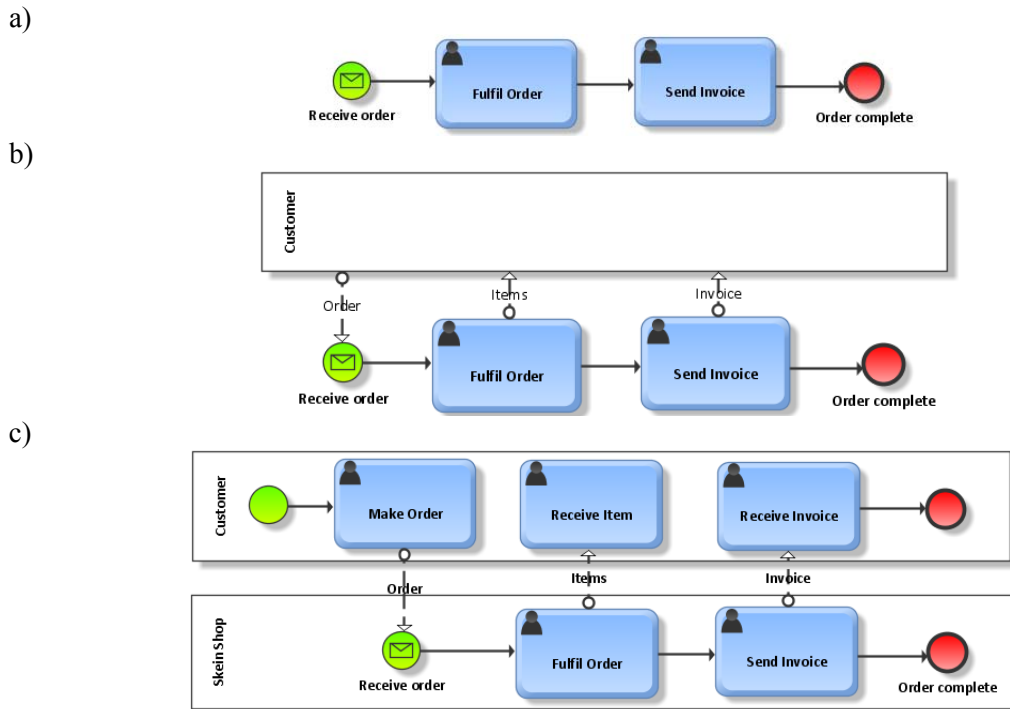 a)
Fulfil Order
Send Invoice
Receive order
Order complete
b)
Customer
Order
Items
Invoice
Fulfil Order
Send Invoice
Receive order
Order complete
c)
Customer
Make Order
Receive Item
Receive Invoice
Order
Items
Invoice
Skein Shop
Fulfil Order
Send Invoice
Receive order
Order complete